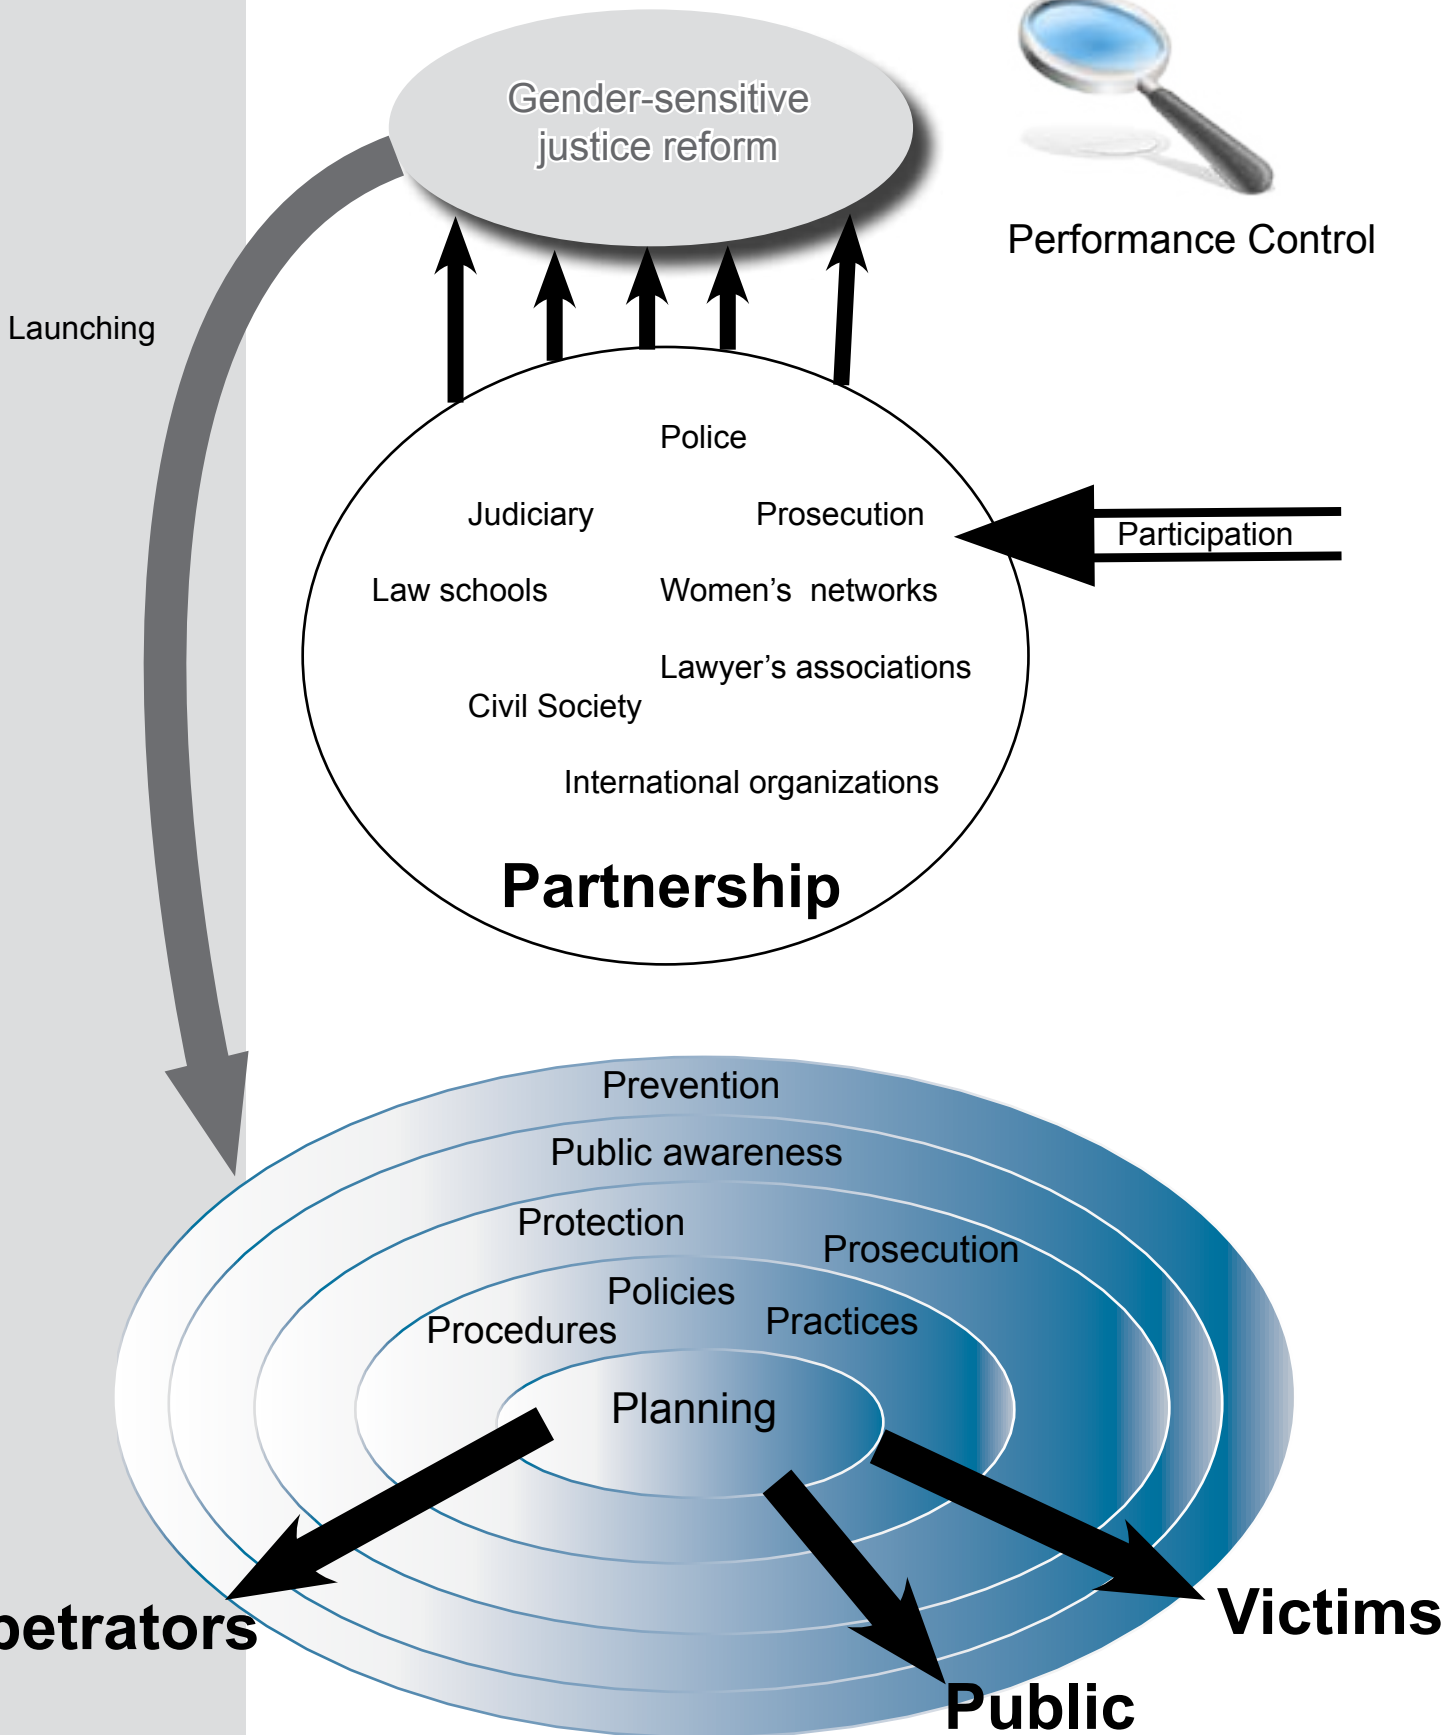 Gender-sensitive
justice reform
Performance Control
Launching
Police
Judiciary
Prosecution
Participation
Law schools
Women’s networks
Lawyer’s associations
Civil Society
International organizations
Partnership
Prevention
Public awareness
Protection
Prosecution
Policies
Procedures
Practices
Planning
petrators
Victims
Public